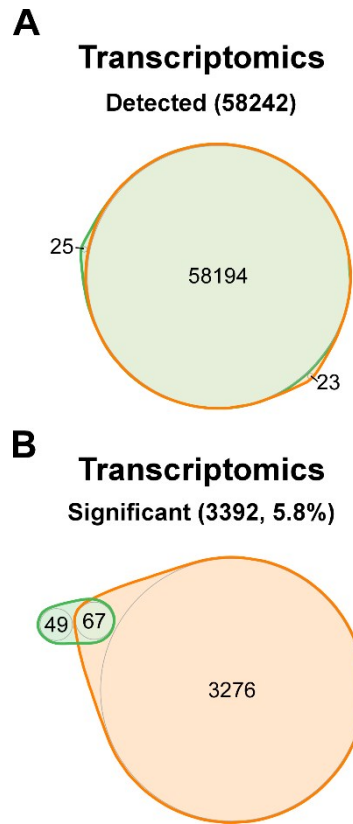 A
Transcriptomics
Detected (58242)
25
58194
23
B
Transcriptomics
Significant (3392, 5.8%)
49
67
3276